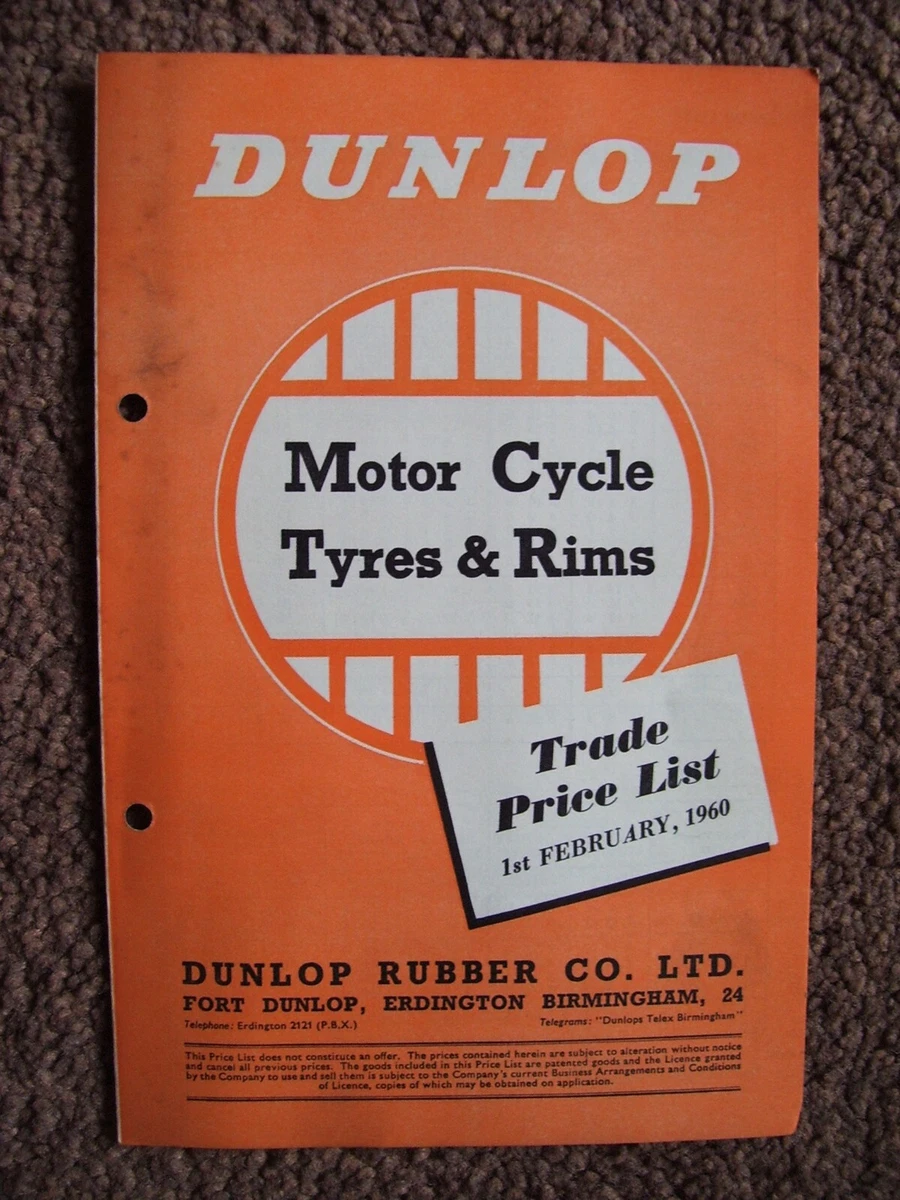 DUNLOP
Motor Cycle
Tyres & Rims
Trade
Price List
1st FEBRUARY, 1960
DUNLOP RUBBER CO. LTD.
FORT DUNLOP, ERDINGTON BIRMINGHAM, 24
Telephone: Erdington 2121 (P.B.X.) Telegrams: "Dunlops Telex Birmingham"
This Price List does not constitute an offer. The prices contained herein are subject to alteration without notice
and cancel all previous prices. The goods included in this Price List are patented goods and the Licence granted
by the Company to use and sell them is subject to the Company's current Business Arrangements and Conditions
of Licence, copies of which may be obtained on application.